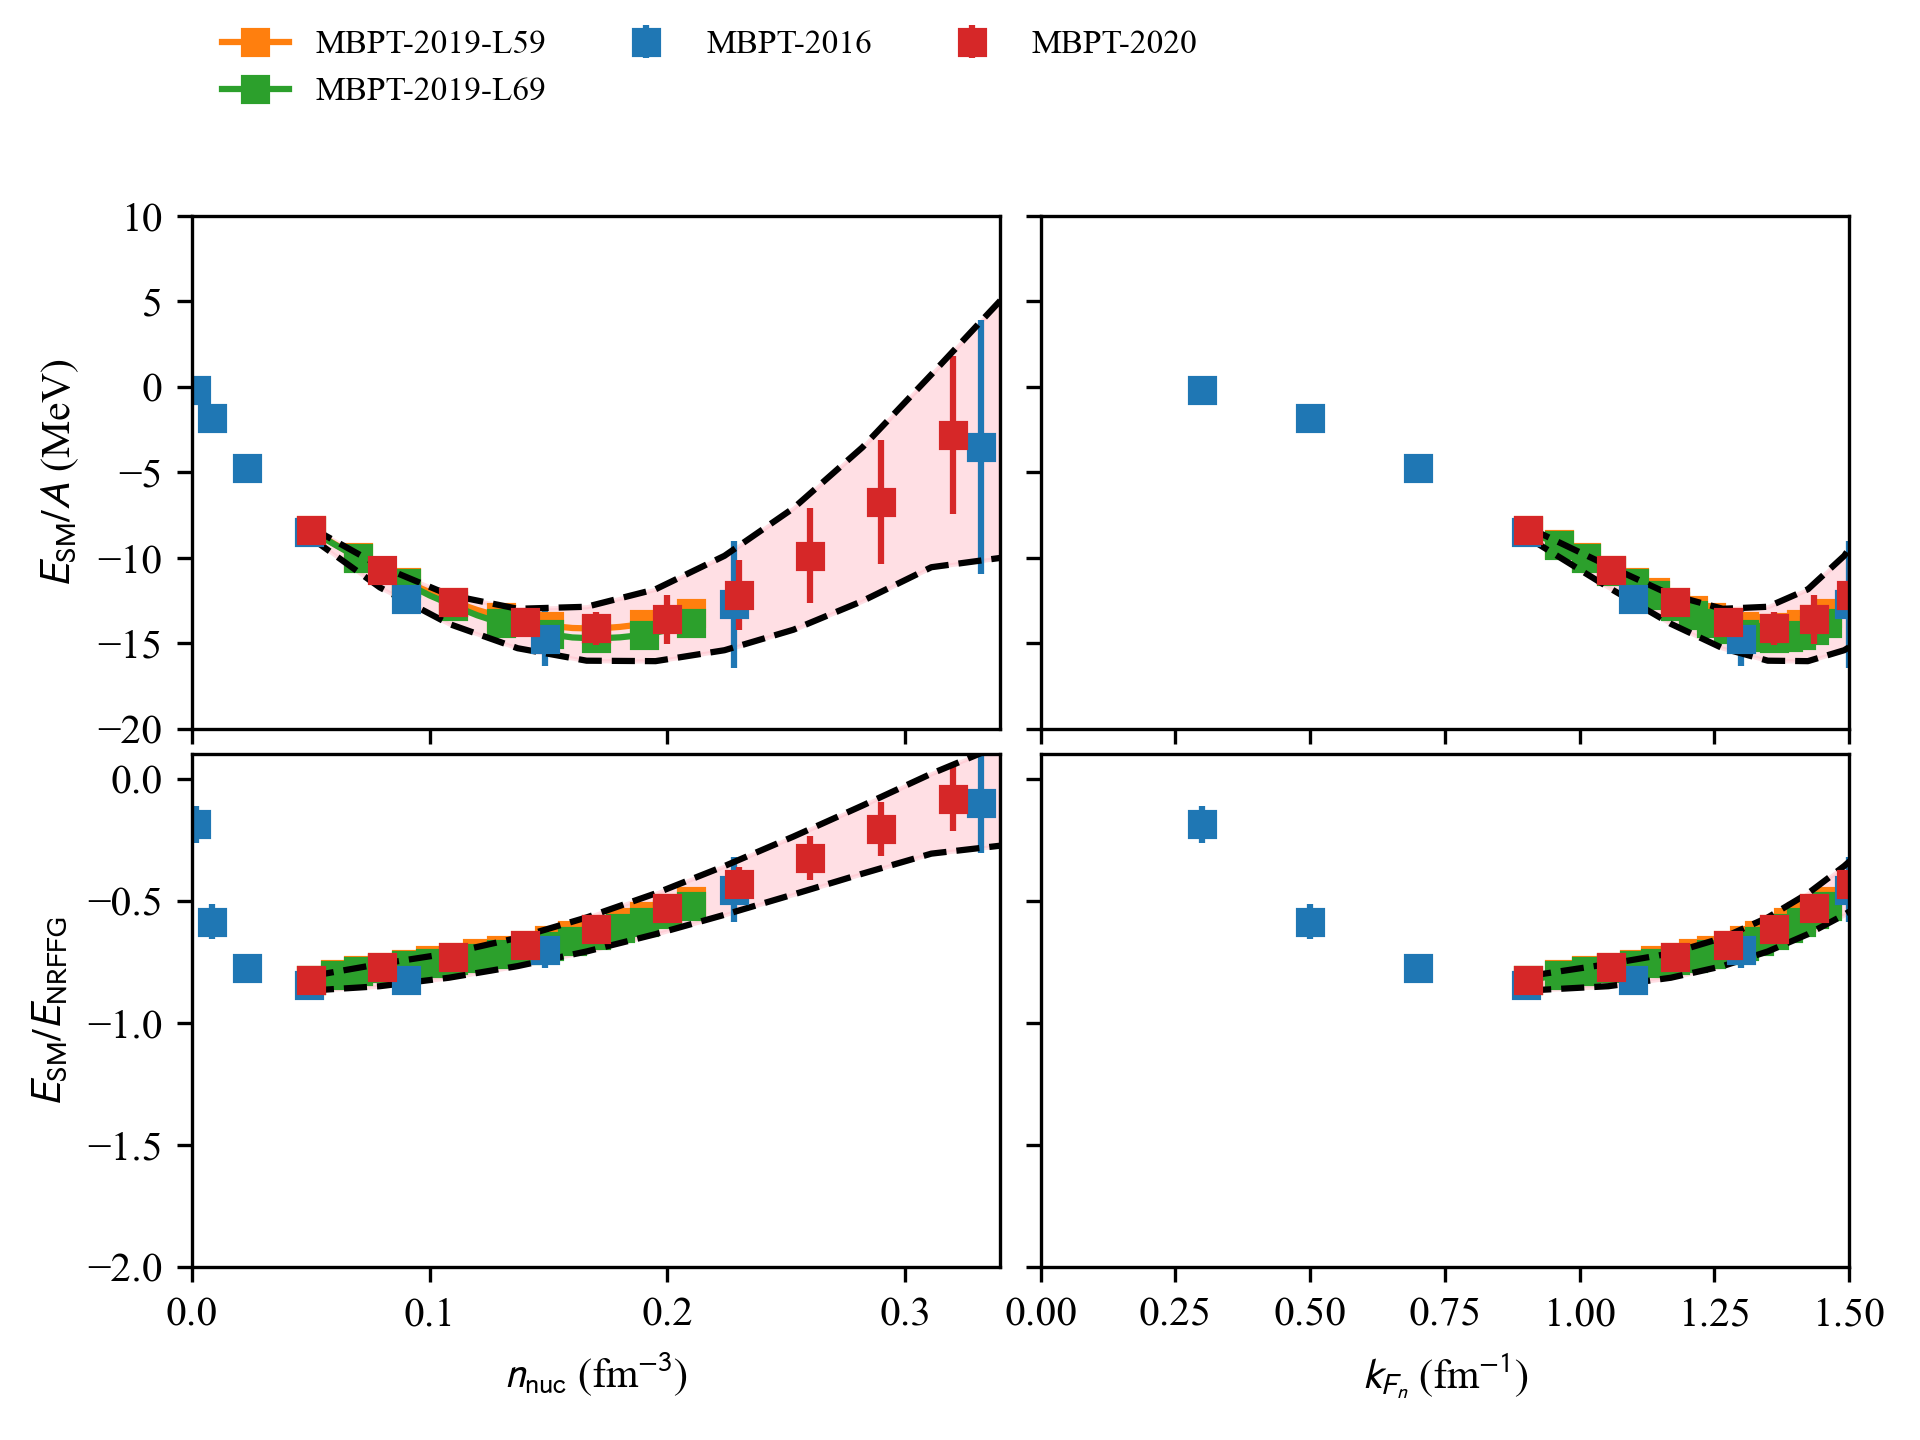 MBPT-2019-L59 MBPT-2016 MBPT-2020
MBPT-2019-L69
10
5
0
−5
−10
−15
−20
E_SM/A (MeV)
0.0
−0.5
−1.0
−1.5
−2.0
E_SM/E_NRFFG
0.0 0.1 0.2 0.3
n_nuc (fm⁻³)
0.00 0.25 0.50 0.75 1.00 1.25 1.50
k_{F_n} (fm⁻¹)